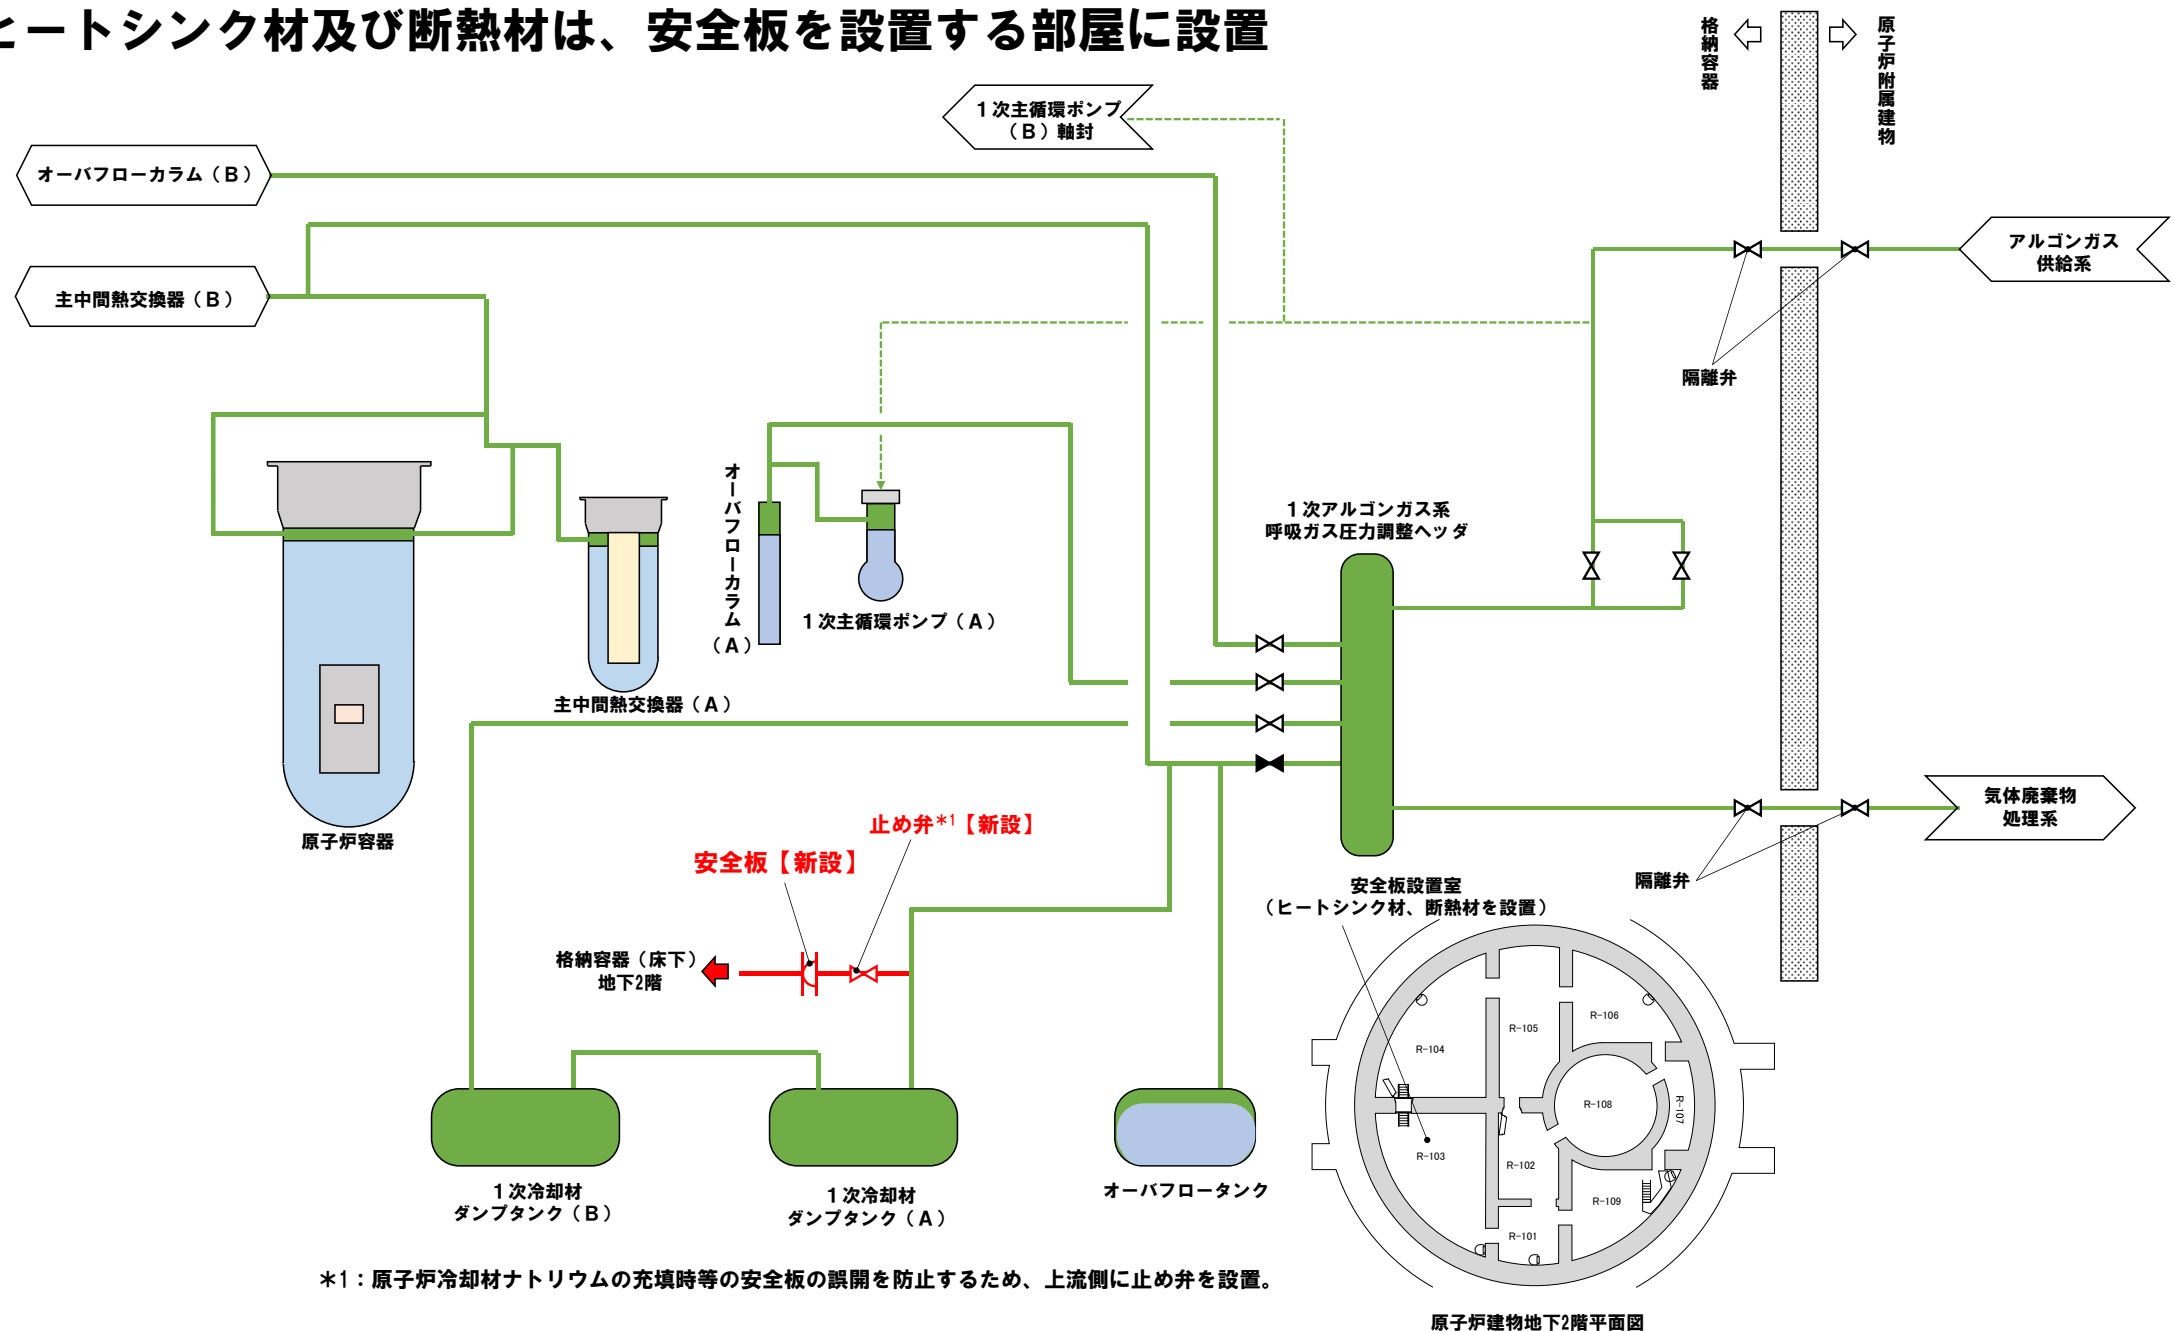 ヒートシンク材及び断熱材は、安全板を設置する部屋に設置
格納容器
原子炉附属建物
１次主循環ポンプ
（Ｂ）軸封
オーバフローカラム（Ｂ）
アルゴンガス
供給系
主中間熱交換器（Ｂ）
隔離弁
オーバフローカラム
（Ａ）
１次アルゴンガス系
呼吸ガス圧力調整ヘッダ
１次主循環ポンプ（Ａ）
主中間熱交換器（Ａ）
原子炉容器
止め弁*1【新設】
安全板【新設】
気体廃棄物
処理系
隔離弁
安全板設置室
（ヒートシンク材、断熱材を設置）
格納容器（床下）
地下2階
R-106
R-105
R-104
R-108
R-107
R-103
R-102
R-109
R-101
１次冷却材
ダンプタンク（Ｂ）
１次冷却材
ダンプタンク（Ａ）
オーバフロータンク
＊1：原子炉冷却材ナトリウムの充填時等の安全板の誤開を防止するため、上流側に止め弁を設置。
原子炉建物地下2階平面図